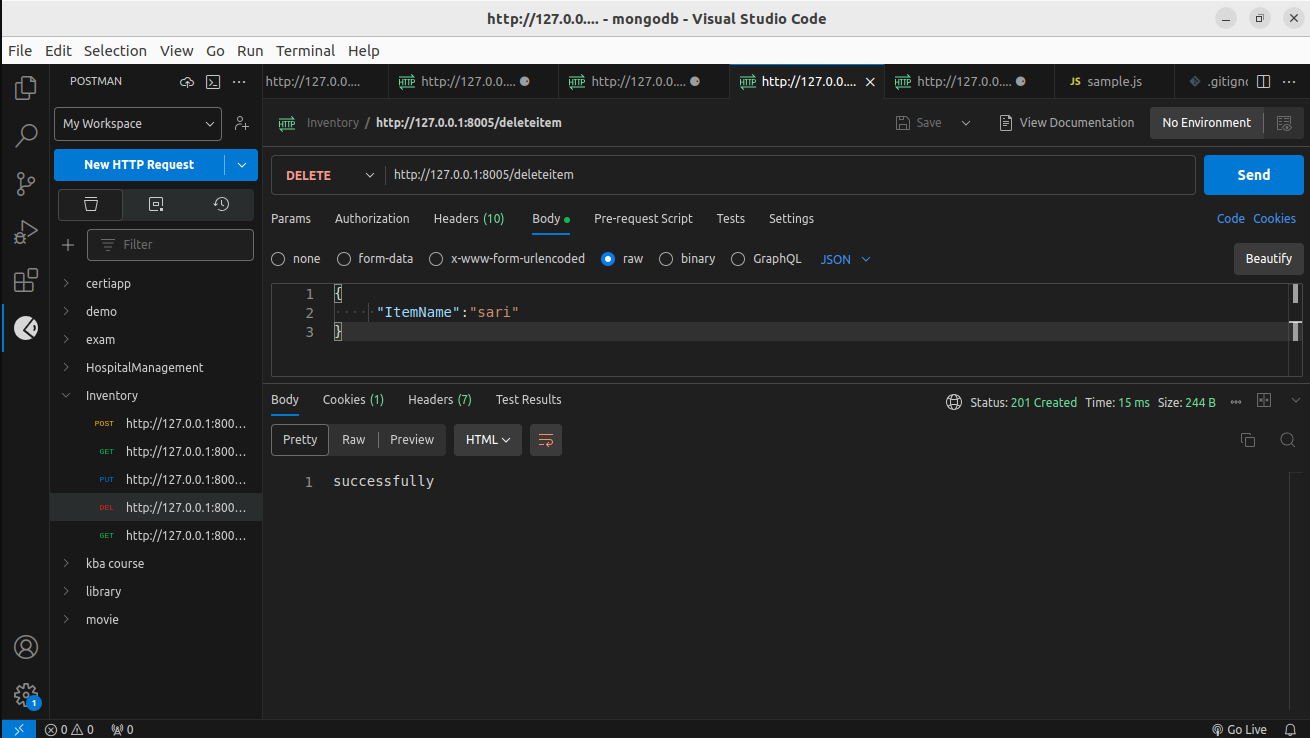 http://127.0.0.... - mongodb - Visual Studio Code
File Edit Selection View Go Run Terminal Help
POSTMAN
http://127.0.0.... http://127.0.0.... http://127.0.0.... http://127.0.0.... http://127.0.0.... JS sample.js .gitigno
My Workspace
Inventory / http://127.0.0.1:8005/deleteitem
Save View Documentation No Environment
New HTTP Request
DELETE http://127.0.0.1:8005/deleteitem Send
Params Authorization Headers (10) Body Pre-request Script Tests Settings Code Cookies
Filter
none form-data x-www-form-urlencoded raw binary GraphQL JSON Beautify
certiapp
demo
exam
HospitalManagement
Inventory
POST http://127.0.0.1:800...
GET http://127.0.0.1:800...
PUT http://127.0.0.1:800...
DEL http://127.0.0.1:800...
GET http://127.0.0.1:800...
kba course
library
movie
1 {
2 "ItemName":"sari"
3 }
Body Cookies (1) Headers (7) Test Results Status: 201 Created Time: 15 ms Size: 244 B
Pretty Raw Preview HTML
1 successfully
1
0 0 0 Go Live